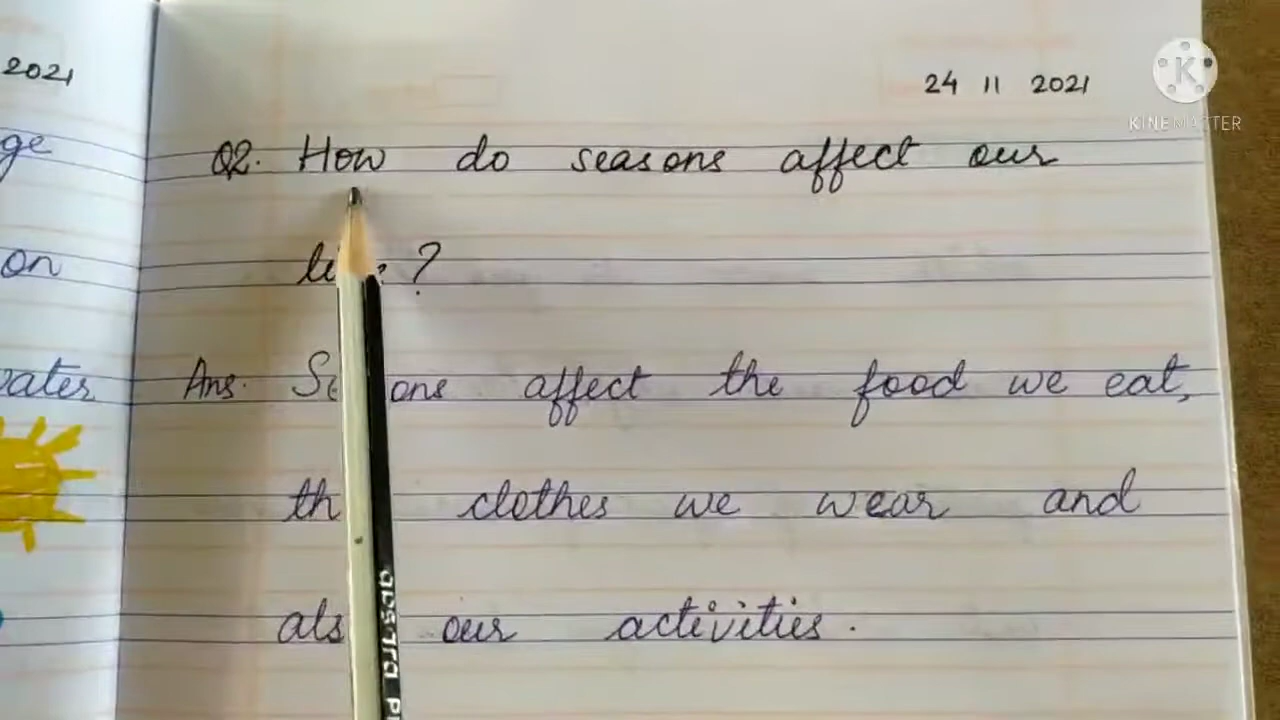 2021
24 11 2021
KINEMASTER
ge
Q2. How do seasons affect our
on
?
Ans. affect the food we eat,
clothes we wear and
our activities.